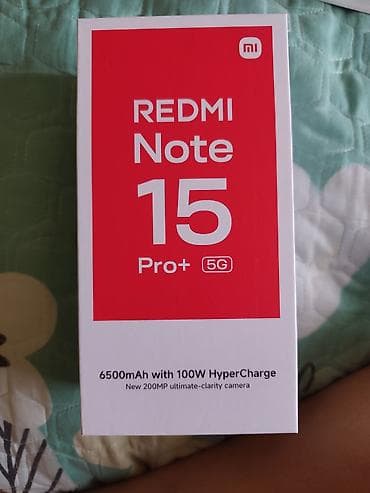 mi
REDMI
Note
15
Pro+ 5G
6500mAh with 100W HyperCharge
New 200MP ultimate-clarity camera